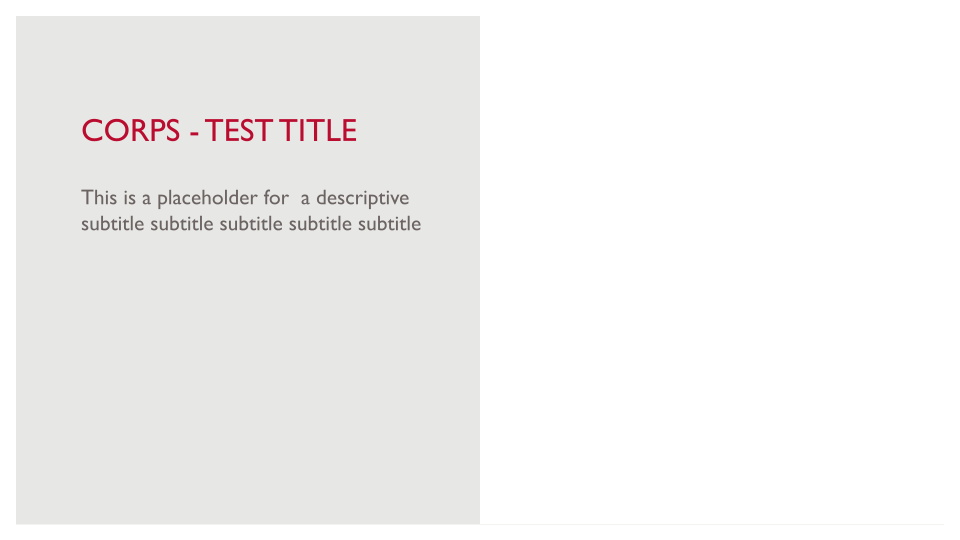 CORPS - TEST TITLE
This is a placeholder for  a descriptive
subtitle subtitle subtitle subtitle subtitle